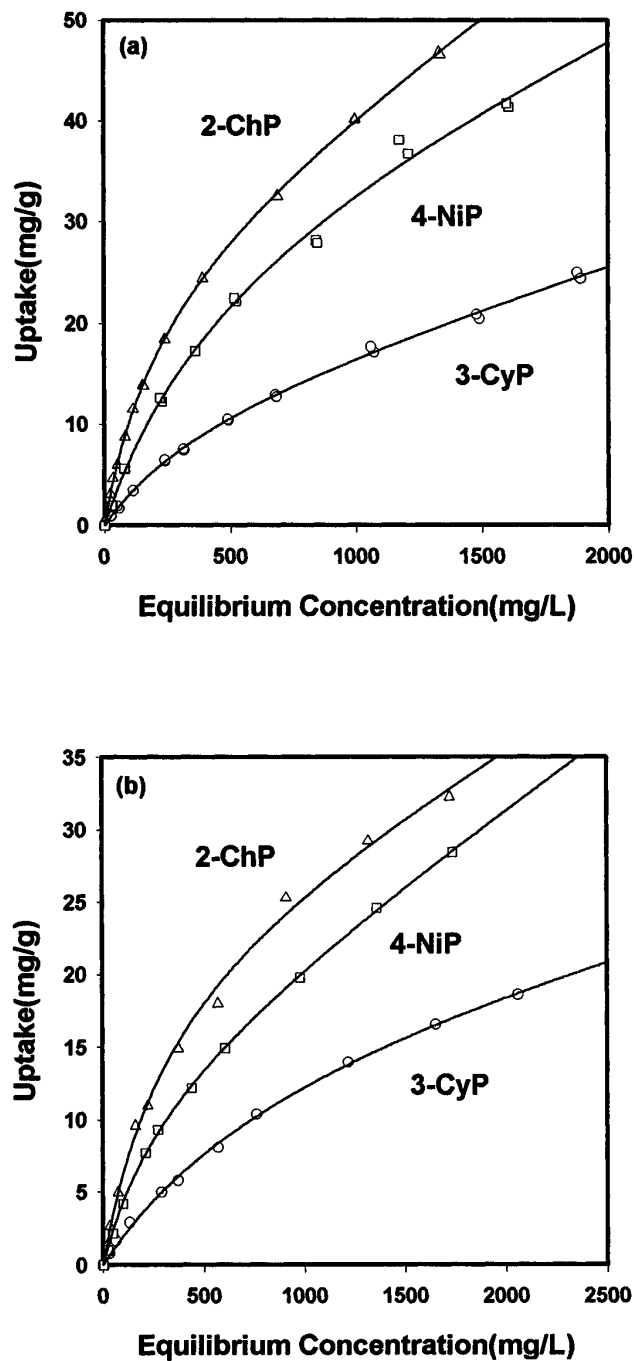 (a)
50
40
30
20
10
0
Uptake(mg/g)
2-ChP
4-NiP
3-CyP
0 500 1000 1500 2000
Equilibrium Concentration(mg/L)
(b)
35
30
25
20
15
10
5
0
Uptake(mg/g)
2-ChP
4-NiP
3-CyP
0 500 1000 1500 2000 2500
Equilibrium Concentration(mg/L)